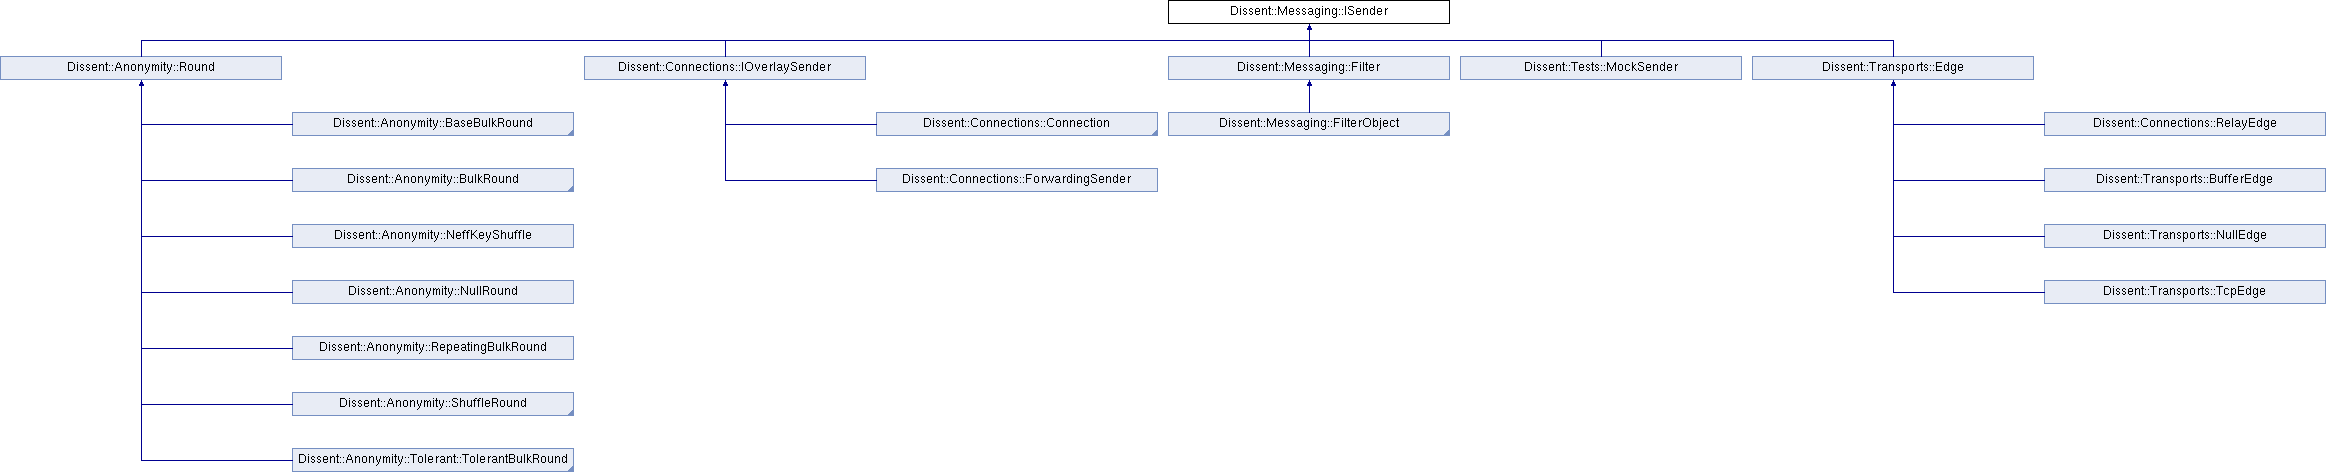 Dissent::Messaging::ISender
Dissent::Anonymity::Round
Dissent::Connections::IOverlaySender
Dissent::Messaging::Filter
Dissent::Tests::MockSender
Dissent::Transports::Edge
Dissent::Anonymity::BaseBulkRound
Dissent::Connections::Connection
Dissent::Messaging::FilterObject
Dissent::Connections::RelayEdge
Dissent::Anonymity::BulkRound
Dissent::Connections::ForwardingSender
Dissent::Transports::BufferEdge
Dissent::Anonymity::NeffKeyShuffle
Dissent::Transports::NullEdge
Dissent::Anonymity::NullRound
Dissent::Transports::TcpEdge
Dissent::Anonymity::RepeatingBulkRound
Dissent::Anonymity::ShuffleRound
Dissent::Anonymity::Tolerant::TolerantBulkRound